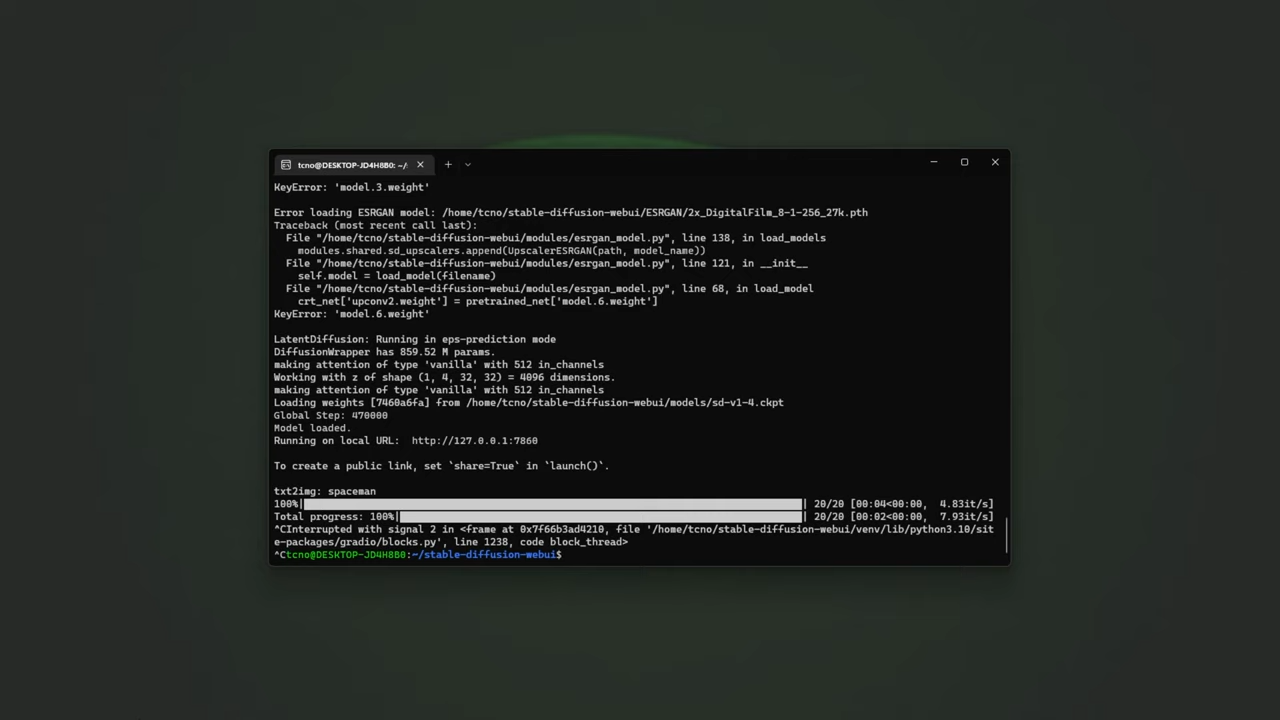 tcno@DESKTOP-JD4H8B0: ~/
KeyError: 'model.3.weight'
Error loading ESRGAN model: /home/tcno/stable-diffusion-webui/ESRGAN/2x_DigitalFilm_8-1-256_27k.pth
Traceback (most recent call last):
File "/home/tcno/stable-diffusion-webui/modules/esrgan_model.py", line 138, in load_models
modules.shared.sd_upscalers.append(UpscalerESRGAN(path, model_name))
File "/home/tcno/stable-diffusion-webui/modules/esrgan_model.py", line 121, in __init__
self.model = load_model(filename)
File "/home/tcno/stable-diffusion-webui/modules/esrgan_model.py", line 68, in load_model
crt_net['upconv2.weight'] = pretrained_net['model.6.weight']
KeyError: 'model.6.weight'
LatentDiffusion: Running in eps-prediction mode
DiffusionWrapper has 859.52 M params.
making attention of type 'vanilla' with 512 in_channels
Working with z of shape (1, 4, 32, 32) = 4096 dimensions.
making attention of type 'vanilla' with 512 in_channels
Loading weights [7460a6fa] from /home/tcno/stable-diffusion-webui/models/sd-v1-4.ckpt
Global Step: 470000
Model loaded.
Running on local URL:  http://127.0.0.1:7860
To create a public link, set `share=True` in `launch()`.
txt2img: spaceman
100%| | 20/20 [00:04<00:00,  4.83it/s]
Total progress: 100%| | 20/20 [00:02<00:00,  7.93it/s]
^CInterrupted with signal 2 in <frame at 0x7f66b3ad4210, file '/home/tcno/stable-diffusion-webui/venv/lib/python3.10/sit
e-packages/gradio/blocks.py', line 1238, code block_thread>
^Ctcno@DESKTOP-JD4H8B0:~/stable-diffusion-webui$